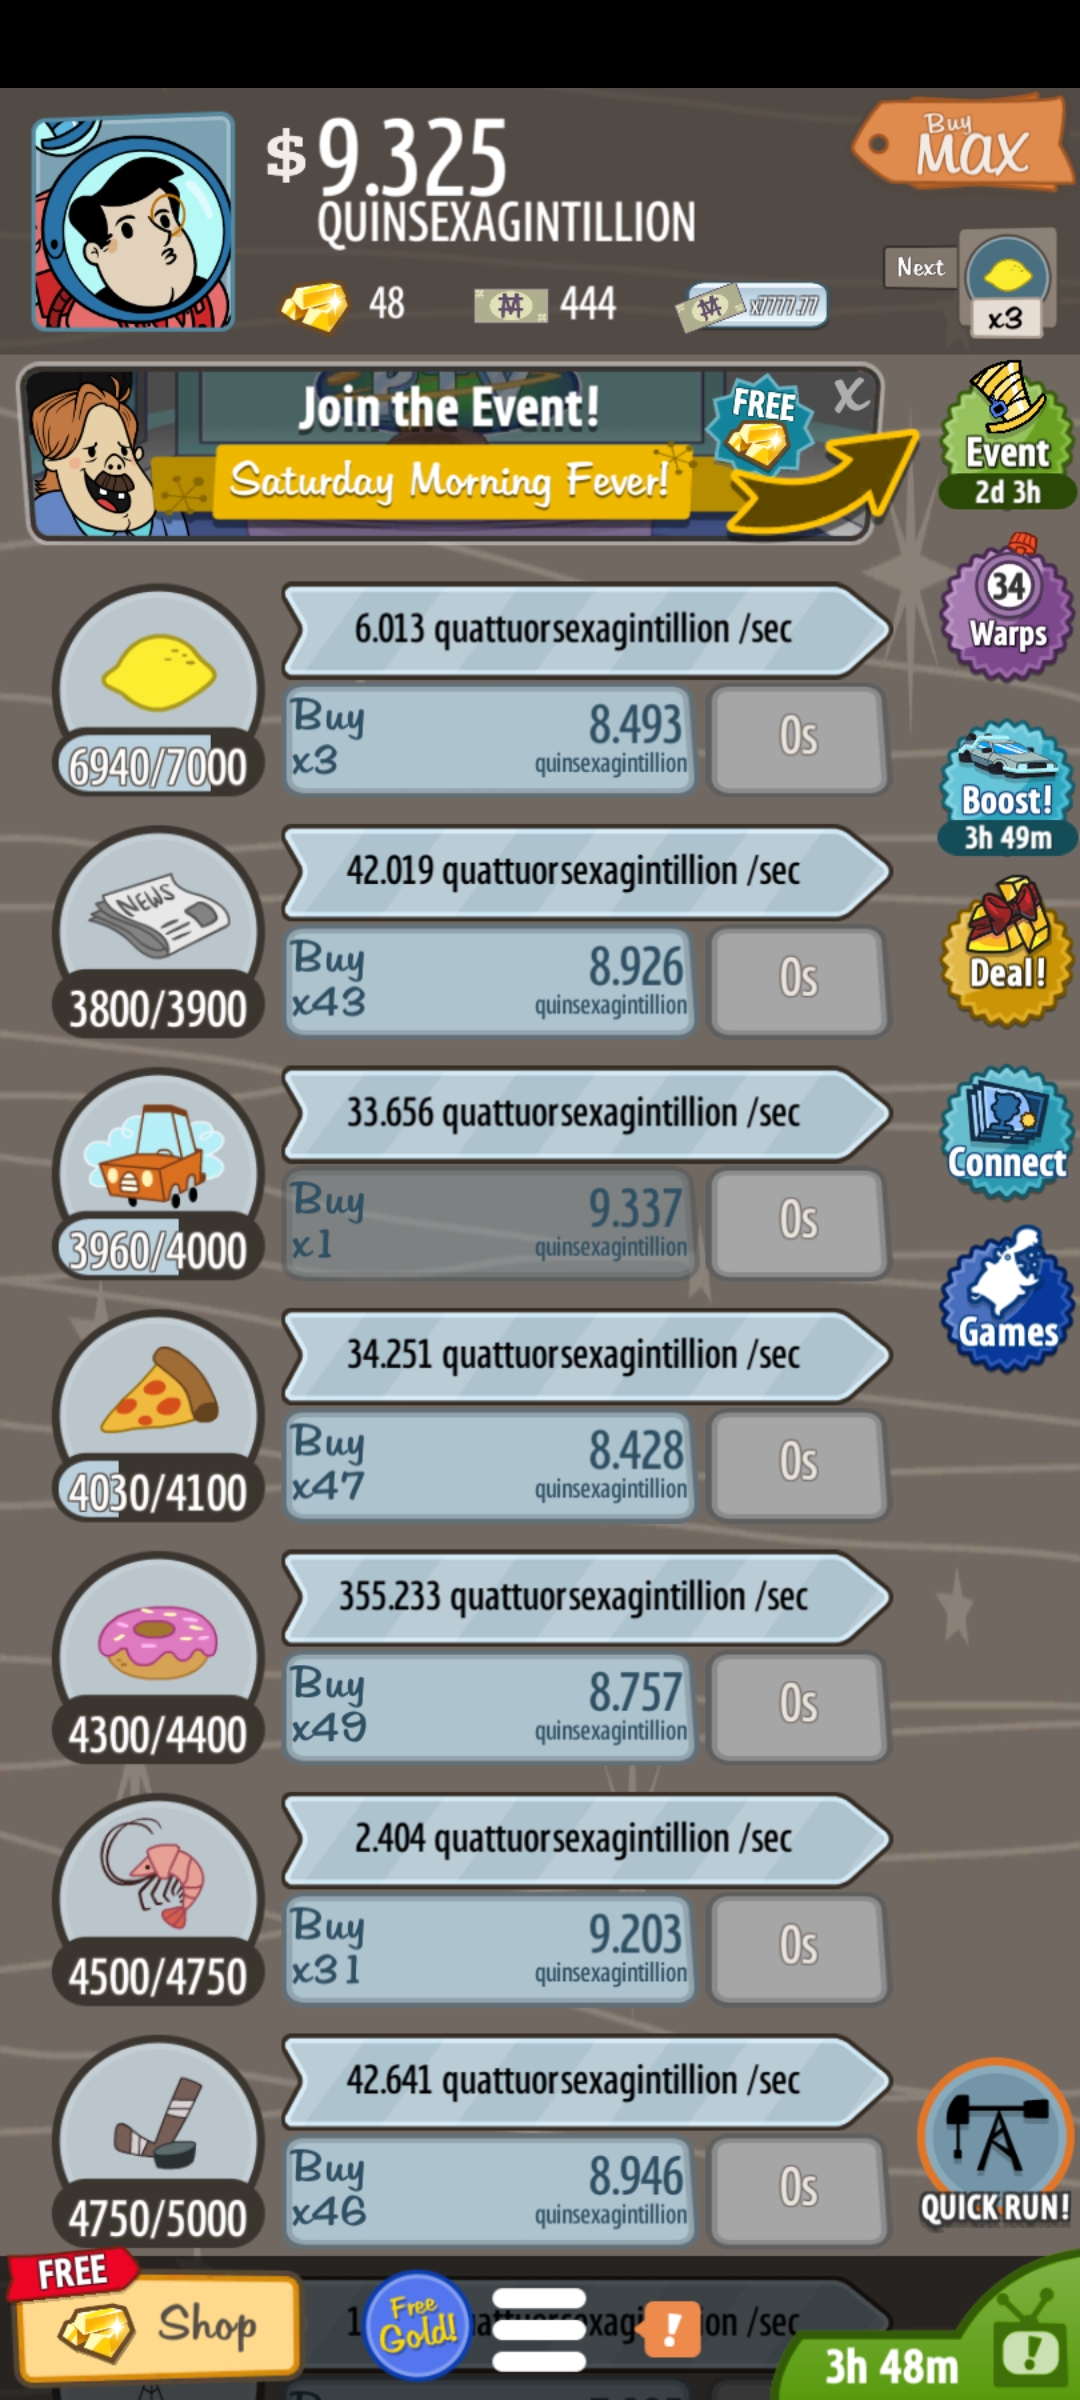 $ 9.325
QUINSEXAGINTILLION
Buy
MAX
48
444
x7777.77
Next
x3
Join the Event!
FREE
X
Saturday Morning Fever!
Event
2d 3h
34
Warps
Boost!
3h 49m
Deal!
Connect
Games
6.013 quattuorsexagintillion /sec
Buy 8.493
x3 quinsexagintillion
0s
6940/7000
NEWS
42.019 quattuorsexagintillion /sec
Buy 8.926
x43 quinsexagintillion
0s
3800/3900
33.656 quattuorsexagintillion /sec
Buy 9.337
x1 quinsexagintillion
0s
3960/4000
34.251 quattuorsexagintillion /sec
Buy 8.428
x47 quinsexagintillion
0s
4030/4100
355.233 quattuorsexagintillion /sec
Buy 8.757
x49 quinsexagintillion
0s
4300/4400
2.404 quattuorsexagintillion /sec
Buy 9.203
x31 quinsexagintillion
0s
4500/4750
42.641 quattuorsexagintillion /sec
Buy 8.946
x46 quinsexagintillion
0s
4750/5000
QUICK RUN!
FREE
Shop
Free
Gold!
!
/sec
3h 48m
!